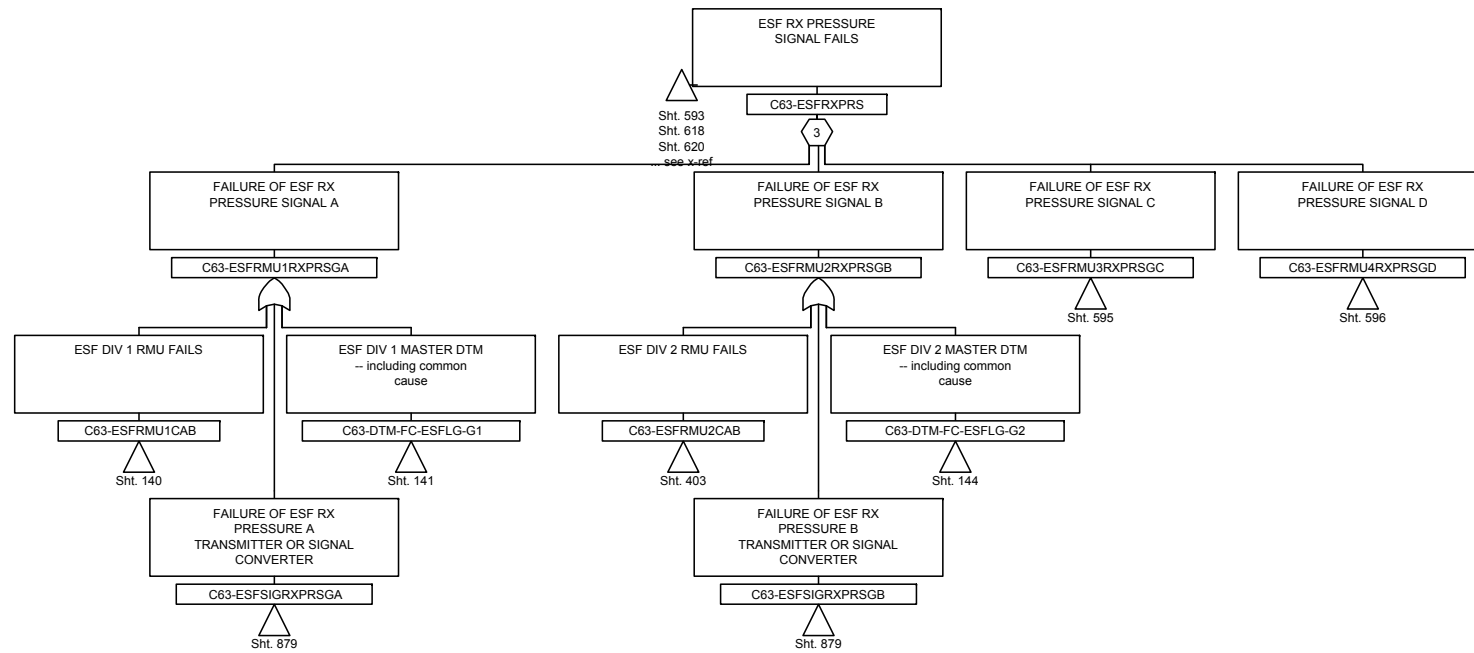 ESF RX PRESSURE
SIGNAL FAILS
C63-ESFRXPRS
Sht. 593
Sht. 618
Sht. 620
... see x-ref
3
FAILURE OF ESF RX
PRESSURE SIGNAL A
C63-ESFRMU1RXPRSGA
FAILURE OF ESF RX
PRESSURE SIGNAL B
C63-ESFRMU2RXPRSGB
FAILURE OF ESF RX
PRESSURE SIGNAL C
C63-ESFRMU3RXPRSGC
Sht. 595
FAILURE OF ESF RX
PRESSURE SIGNAL D
C63-ESFRMU4RXPRSGD
Sht. 596
ESF DIV 1 RMU FAILS
C63-ESFRMU1CAB
Sht. 140
ESF DIV 1 MASTER DTM
-- including common
cause
C63-DTM-FC-ESFLG-G1
Sht. 141
ESF DIV 2 RMU FAILS
C63-ESFRMU2CAB
Sht. 403
ESF DIV 2 MASTER DTM
-- including common
cause
C63-DTM-FC-ESFLG-G2
Sht. 144
FAILURE OF ESF RX
PRESSURE A
TRANSMITTER OR SIGNAL
CONVERTER
C63-ESFSIGRXPRSGA
Sht. 879
FAILURE OF ESF RX
PRESSURE B
TRANSMITTER OR SIGNAL
CONVERTER
C63-ESFSIGRXPRSGB
Sht. 879